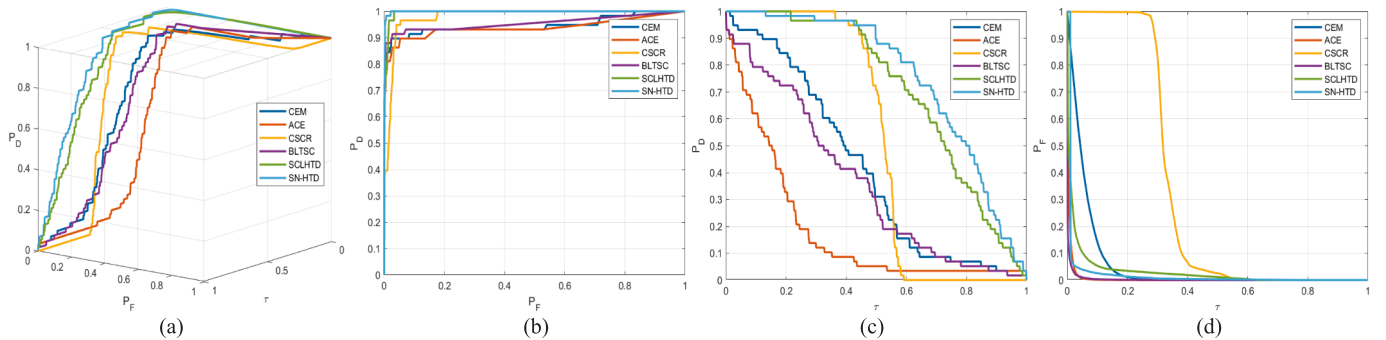 1
0.8
0.6
P_D
0.4
0.2
0
CEM
ACE
CSCR
BLTSC
SCLHTD
SN-HTD
0
0.2
0.4
0.6
0.8
1
P_F
1
0.5
0
τ
(a)
1
0.9
0.8
0.7
0.6
0.5
0.4
0.3
0.2
0.1
0
P_D
CEM
ACE
CSCR
BLTSC
SCLHTD
SN-HTD
0 0.2 0.4 0.6 0.8 1
P_F
(b)
1
0.9
0.8
0.7
0.6
0.5
0.4
0.3
0.2
0.1
0
P_D
CEM
ACE
CSCR
BLTSC
SCLHTD
SN-HTD
0 0.2 0.4 0.6 0.8 1
τ
(c)
1
0.9
0.8
0.7
0.6
0.5
0.4
0.3
0.2
0.1
0
P_F
CEM
ACE
CSCR
BLTSC
SCLHTD
SN-HTD
0 0.2 0.4 0.6 0.8 1
τ
(d)